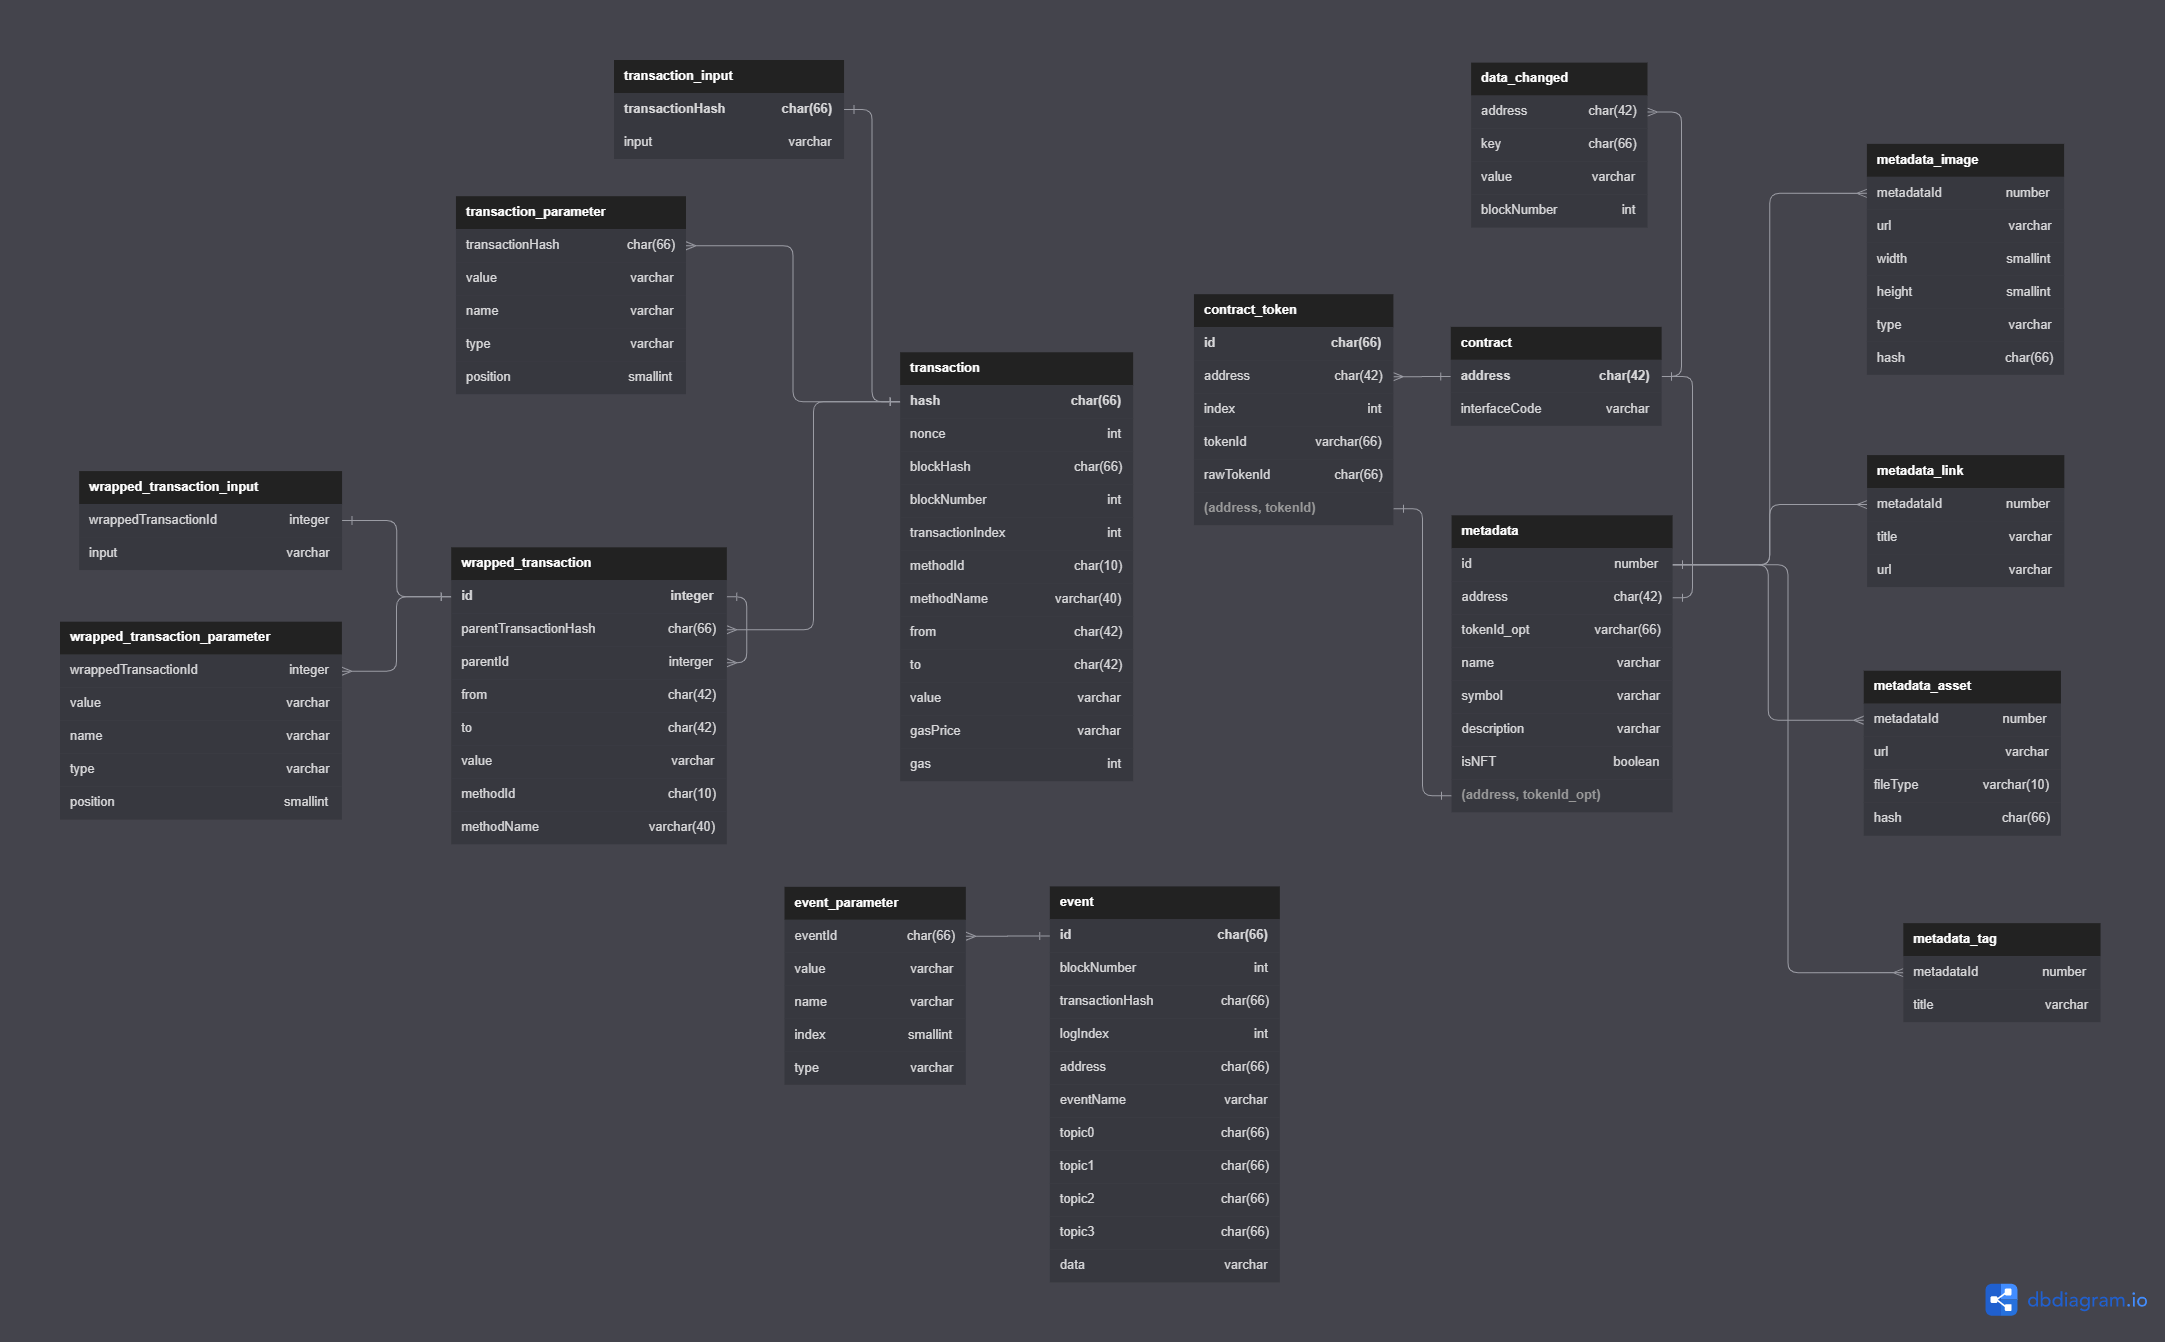 transaction_input
transactionHash char(66)
input varchar
transaction_parameter
transactionHash char(66)
value varchar
name varchar
type varchar
position smallint
wrapped_transaction_input
wrappedTransactionId integer
input varchar
wrapped_transaction_parameter
wrappedTransactionId integer
value varchar
name varchar
type varchar
position smallint
wrapped_transaction
id integer
parentTransactionHash char(66)
parentId interger
from char(42)
to char(42)
value varchar
methodId char(10)
methodName varchar(40)
transaction
hash char(66)
nonce int
blockHash char(66)
blockNumber int
transactionIndex int
methodId char(10)
methodName varchar(40)
from char(42)
to char(42)
value varchar
gasPrice varchar
gas int
event_parameter
eventId char(66)
value varchar
name varchar
index smallint
type varchar
event
id char(66)
blockNumber int
transactionHash char(66)
logIndex int
address char(66)
eventName varchar
topic0 char(66)
topic1 char(66)
topic2 char(66)
topic3 char(66)
data varchar
data_changed
address char(42)
key char(66)
value varchar
blockNumber int
contract_token
id char(66)
address char(42)
index int
tokenId varchar(66)
rawTokenId char(66)
(address, tokenId)
contract
address char(42)
interfaceCode varchar
metadata
id number
address char(42)
tokenId_opt varchar(66)
name varchar
symbol varchar
description varchar
isNFT boolean
(address, tokenId_opt)
metadata_image
metadataId number
url varchar
width smallint
height smallint
type varchar
hash char(66)
metadata_link
metadataId number
title varchar
url varchar
metadata_asset
metadataId number
url varchar
fileType varchar(10)
hash char(66)
metadata_tag
metadataId number
title varchar
dbdiagram.io